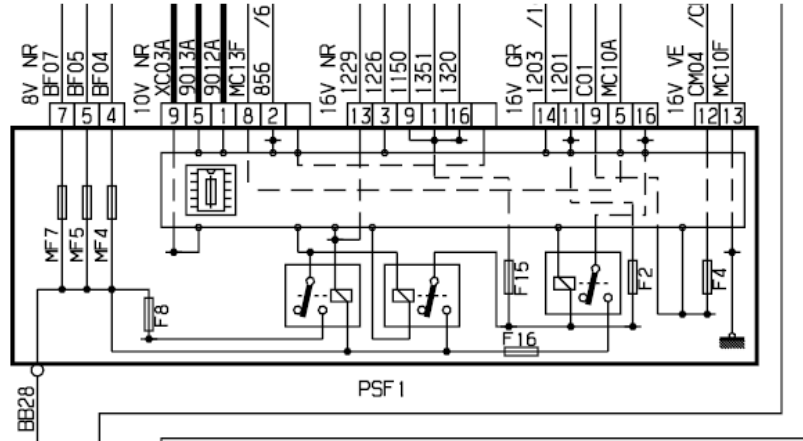 8V NR
BF07
BF05
BF04
10V NR
XC03A
9013A
9012A
MC13F
856 /6
16V NR
1229
1226
1150
1351
1320
16V GR
1203 /1
1201
C01
MC10A
16V VE
CM04
MC10F
7 5 4 9 5 1 8 2 13 3 9 1 16 14 11 9 5 16 12 13
MF7
MF5
MF4
F8
F15
F2
F4
F16
PSF1
BB28